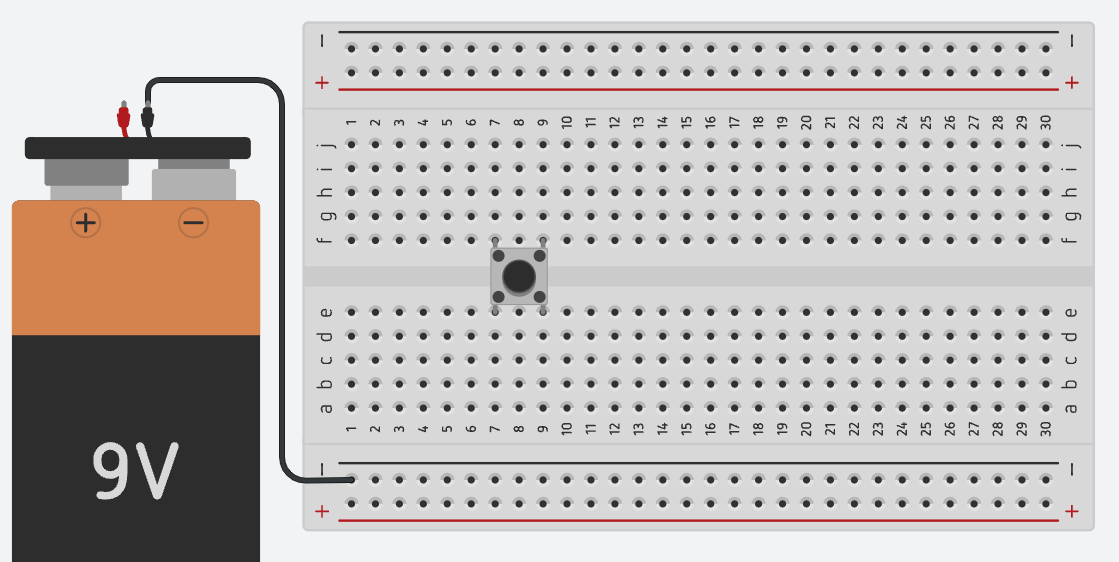 − −
+ +
1 2 3 4 5 6 7 8 9 10 11 12 13 14 15 16 17 18 19 20 21 22 23 24 25 26 27 28 29 30
j j
i i
h h
g g
f f
+ −
e e
d d
c c
b b
a a
1 2 3 4 5 6 7 8 9 10 11 12 13 14 15 16 17 18 19 20 21 22 23 24 25 26 27 28 29 30
9V
− −
+ +